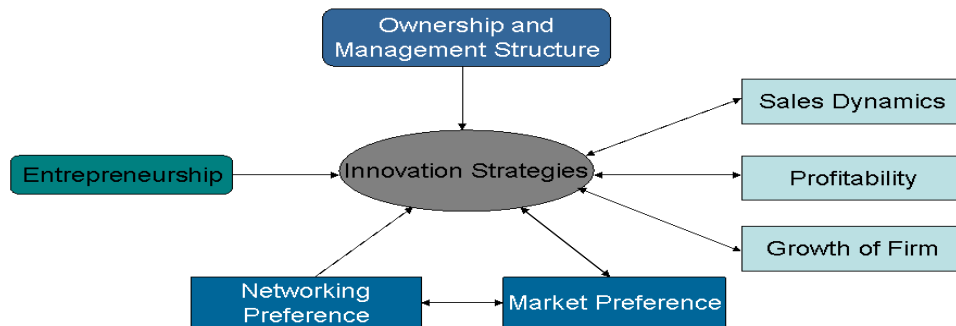 Ownership and
Management Structure
Sales Dynamics
Entrepreneurship
Innovation Strategies
Profitability
Growth of Firm
Networking
Preference
Market Preference